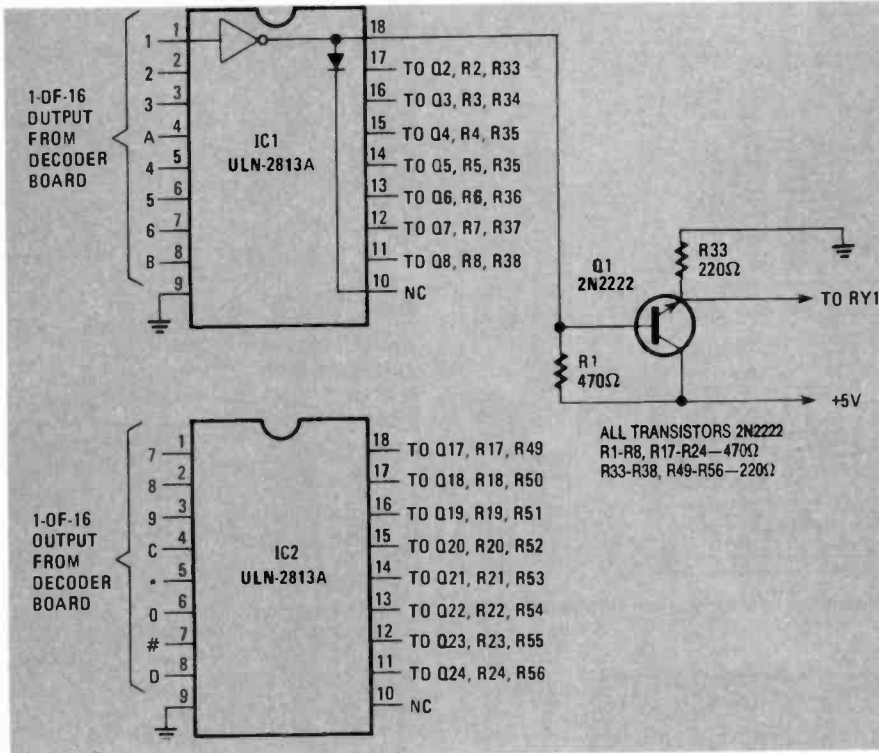 1-OF-16
OUTPUT
FROM
DECODER
BOARD
1
2
3
A
4
5
6
B
1
2
3
4
5
6
7
8
9
IC1
ULN-2813A
18
17 TO Q2, R2, R33
16 TO Q3, R3, R34
15 TO Q4, R4, R35
14 TO Q5, R5, R35
13 TO Q6, R6, R36
12 TO Q7, R7, R37
11 TO Q8, R8, R38
10 NC
Q1
2N2222
R33
220Ω
TO RY1
R1
470Ω
+5V
ALL TRANSISTORS 2N2222
R1-R8, R17-R24—470Ω
R33-R38, R49-R56—220Ω
1-OF-16
OUTPUT
FROM
DECODER
BOARD
7
8
9
C
*
0
#
D
1
2
3
4
5
6
7
8
9
IC2
ULN-2813A
18 TO Q17, R17, R49
17 TO Q18, R18, R50
16 TO Q19, R19, R51
15 TO Q20, R20, R52
14 TO Q21, R21, R53
13 TO Q22, R22, R54
12 TO Q23, R23, R55
11 TO Q24, R24, R56
10 NC